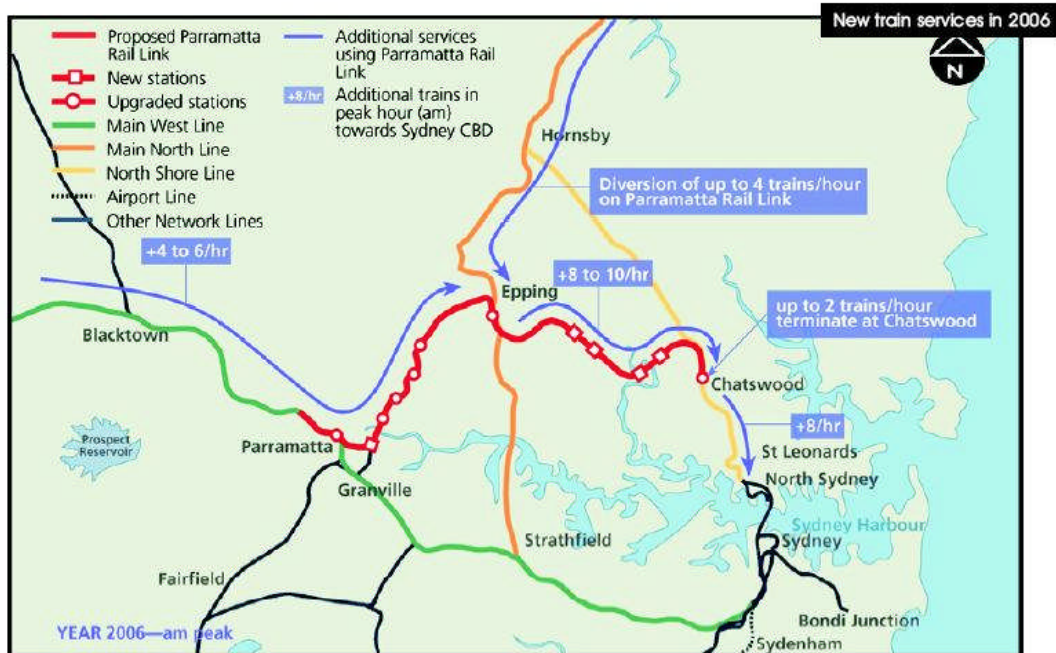 New train services in 2006
Proposed Parramatta
Rail Link
New stations
Upgraded stations
Main West Line
Main North Line
North Shore Line
Airport Line
Other Network Lines
Additional services
using Parramatta Rail
Link
+8/hr
Additional trains in
peak hour (am)
towards Sydney CBD
N
Hornsby
Diversion of up to 4 trains/hour
on Parramatta Rail Link
+4 to 6/hr
+8 to 10/hr
Epping
up to 2 trains/hour
terminate at Chatswood
Blacktown
Chatswood
Prospect
Reservoir
Parramatta
+8/hr
St Leonards
North Sydney
Granville
Sydney Harbour
Strathfield
Sydney
Fairfield
Bondi Junction
YEAR 2006—am peak
Sydenham